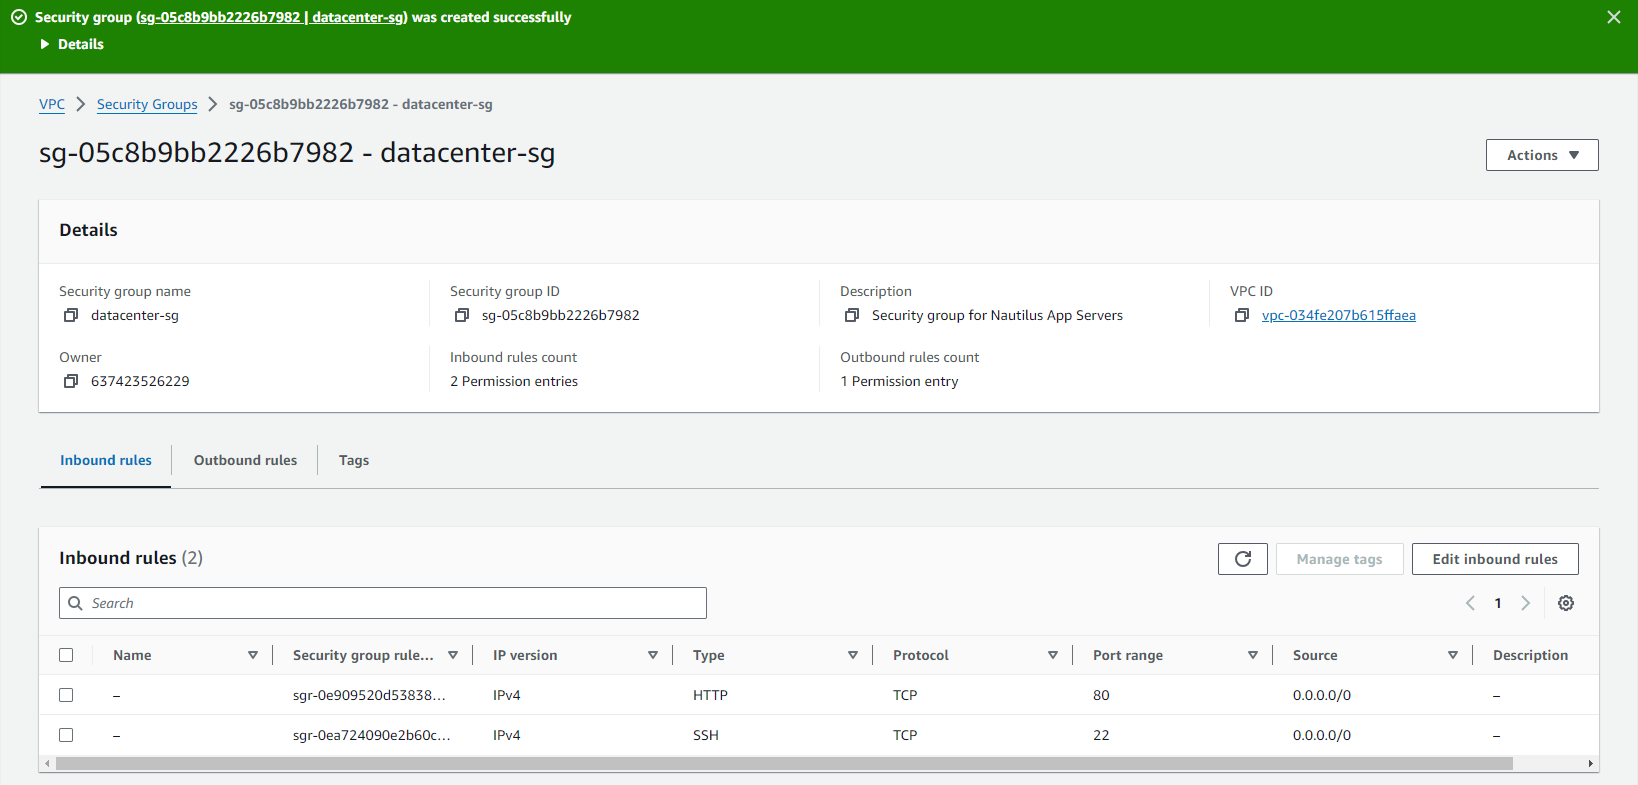 Security group (sg-05c8b9bb2226b7982 | datacenter-sg) was created successfully
Details
VPC > Security Groups > sg-05c8b9bb2226b7982 - datacenter-sg
sg-05c8b9bb2226b7982 - datacenter-sg
Actions
Details
Security group name Security group ID Description VPC ID
datacenter-sg sg-05c8b9bb2226b7982 Security group for Nautilus App Servers vpc-034fe207b615ffaea
Owner Inbound rules count Outbound rules count
637423526229 2 Permission entries 1 Permission entry
Inbound rules Outbound rules Tags
Inbound rules (2) Manage tags Edit inbound rules
Search 1
Name Security group rule... IP version Type Protocol Port range Source Description
– sgr-0e909520d53838... IPv4 HTTP TCP 80 0.0.0.0/0 –
– sgr-0ea724090e2b60c... IPv4 SSH TCP 22 0.0.0.0/0 –